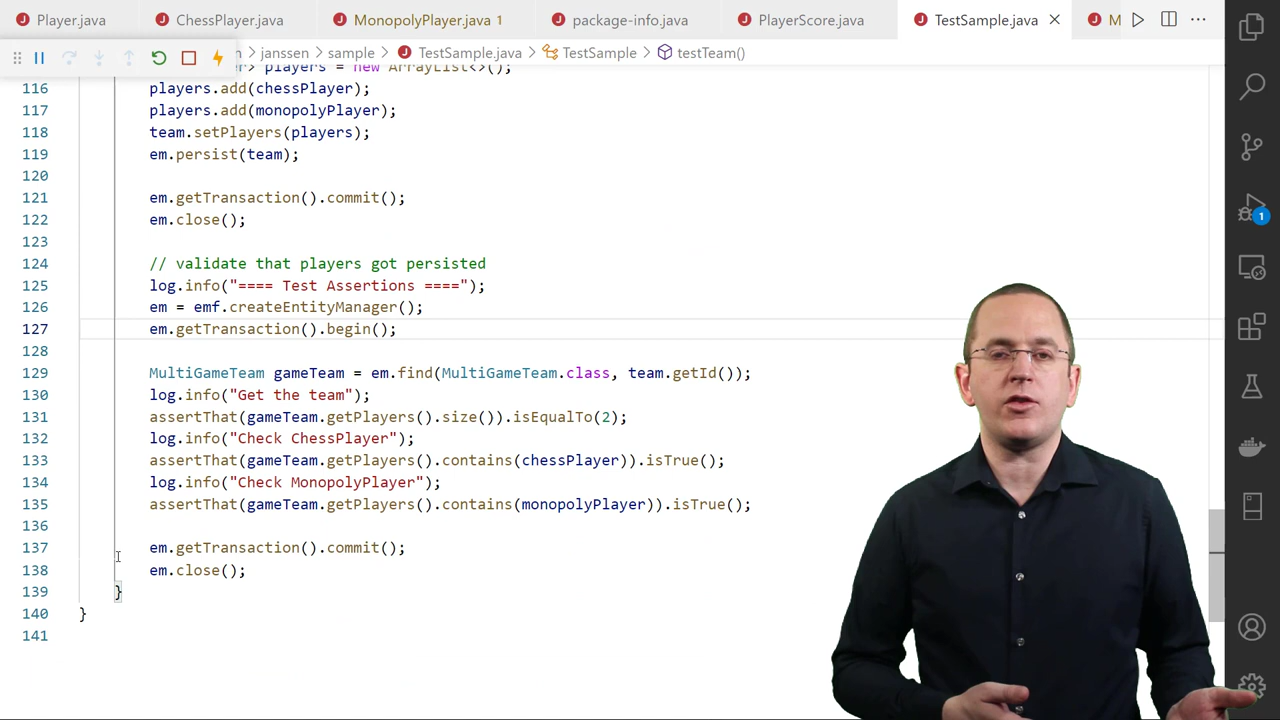 Player.java ChessPlayer.java MonopolyPlayer.java 1 package-info.java PlayerScore.java TestSample.java M
janssen sample TestSample.java TestSample testTeam()
players = new ArrayList<>();
116 players.add(chessPlayer);
117 players.add(monopolyPlayer);
118 team.setPlayers(players);
119 em.persist(team);
120
121 em.getTransaction().commit();
122 em.close();
123
124 // validate that players got persisted
125 log.info("==== Test Assertions ====");
126 em = emf.createEntityManager();
127 em.getTransaction().begin();
128
129 MultiGameTeam gameTeam = em.find(MultiGameTeam.class, team.getId());
130 log.info("Get the team");
131 assertThat(gameTeam.getPlayers().size()).isEqualTo(2);
132 log.info("Check ChessPlayer");
133 assertThat(gameTeam.getPlayers().contains(chessPlayer)).isTrue();
134 log.info("Check MonopolyPlayer");
135 assertThat(gameTeam.getPlayers().contains(monopolyPlayer)).isTrue();
136
137 em.getTransaction().commit();
138 em.close();
139 }
140 }
141
1